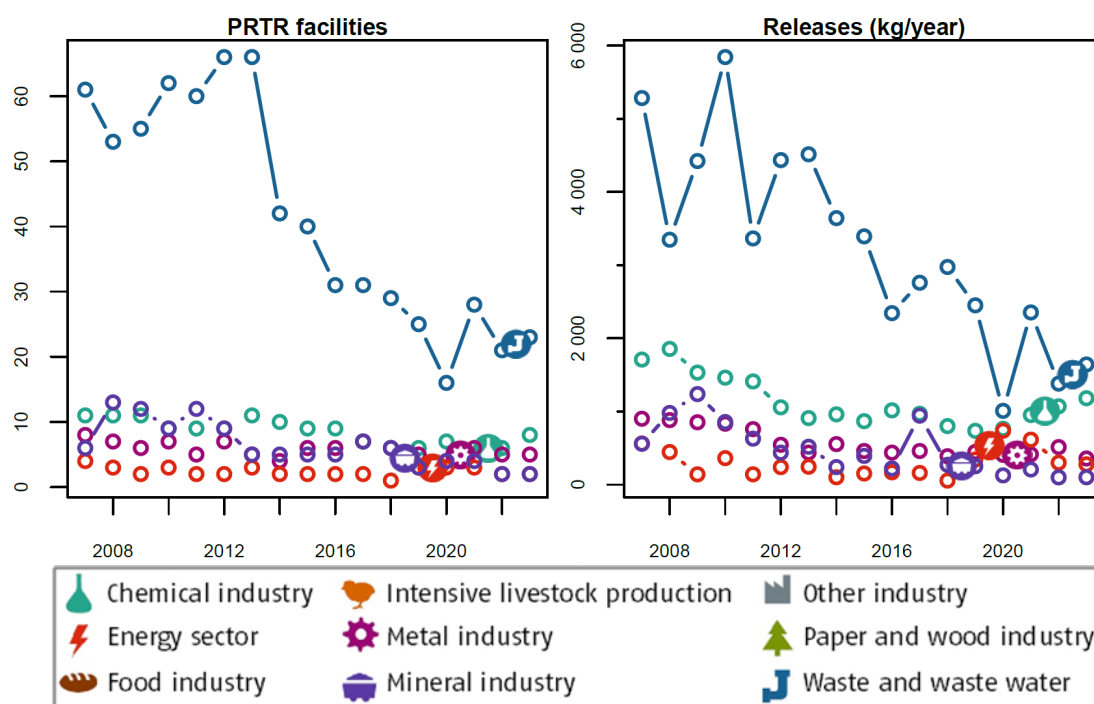 PRTR facilities
Releases (kg/year)
60
50
40
30
20
10
0
6 000
4 000
2 000
0
2008 2012 2016 2020
2008 2012 2016 2020
Chemical industry Intensive livestock production Other industry
Energy sector Metal industry Paper and wood industry
Food industry Mineral industry Waste and waste water